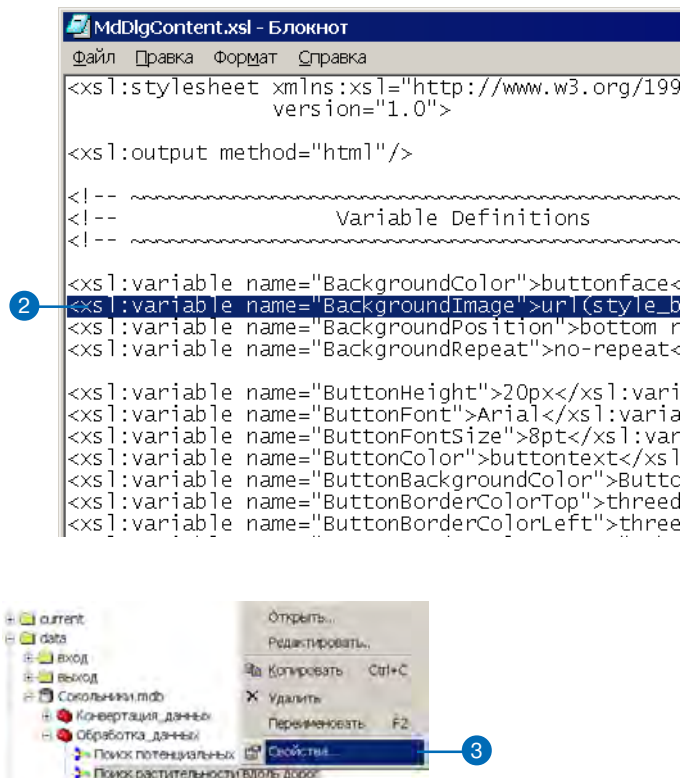 MdDlgContent.xsl - Блокнот
Файл Правка Формат Справка
<xsl:stylesheet xmlns:xsl="http://www.w3.org/199
version="1.0">
<xsl:output method="html"/>
<!-- ~~~~~~~~~~~~~~~~~~~~~~~~~~~~~~~~~~~~~~~~
<!-- Variable Definitions
<!-- ~~~~~~~~~~~~~~~~~~~~~~~~~~~~~~~~~~~~~~~~
<xsl:variable name="BackgroundColor">buttonface<
2 <xsl:variable name="BackgroundImage">url(style_b
<xsl:variable name="BackgroundPosition">bottom r
<xsl:variable name="BackgroundRepeat">no-repeat<
<xsl:variable name="ButtonHeight">20px</xsl:vari
<xsl:variable name="ButtonFont">Arial</xsl:varia
<xsl:variable name="ButtonFontSize">8pt</xsl:var
<xsl:variable name="ButtonColor">buttontext</xsl
<xsl:variable name="ButtonBackgroundColor">Butto
<xsl:variable name="ButtonBorderColorTop">threed
<xsl:variable name="ButtonBorderColorLeft">three
current
data
вход
выход
Сокольники.mdb
Конвертация_данных
Обработка_данных
Поиск потенциальных
Поиск растительности вдоль дорог
Открыть...
Редактировать...
Копировать Ctrl+C
Удалить
Переименовать F2
Свойства... 3